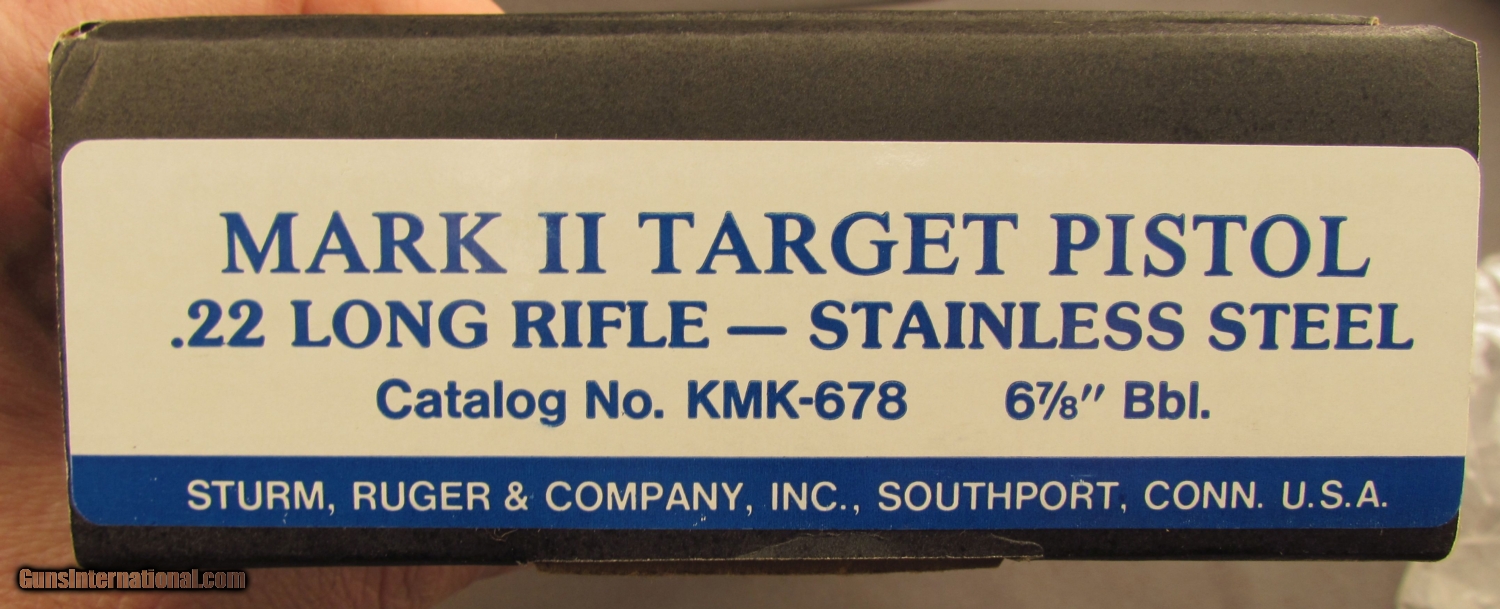 MARK II TARGET PISTOL
.22 LONG RIFLE — STAINLESS STEEL
Catalog No. KMK-678 6⅞″ Bbl.
STURM, RUGER & COMPANY, INC., SOUTHPORT, CONN. U.S.A.
GunsInternational.com